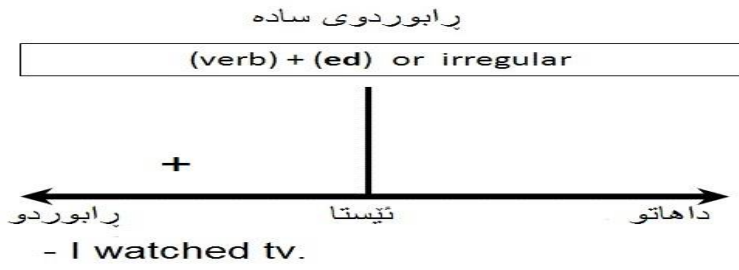 ڕابوردوی ساده
(verb) + (ed) or irregular
+
ڕابوردو ئێستا داهاتو
- I watched tv.